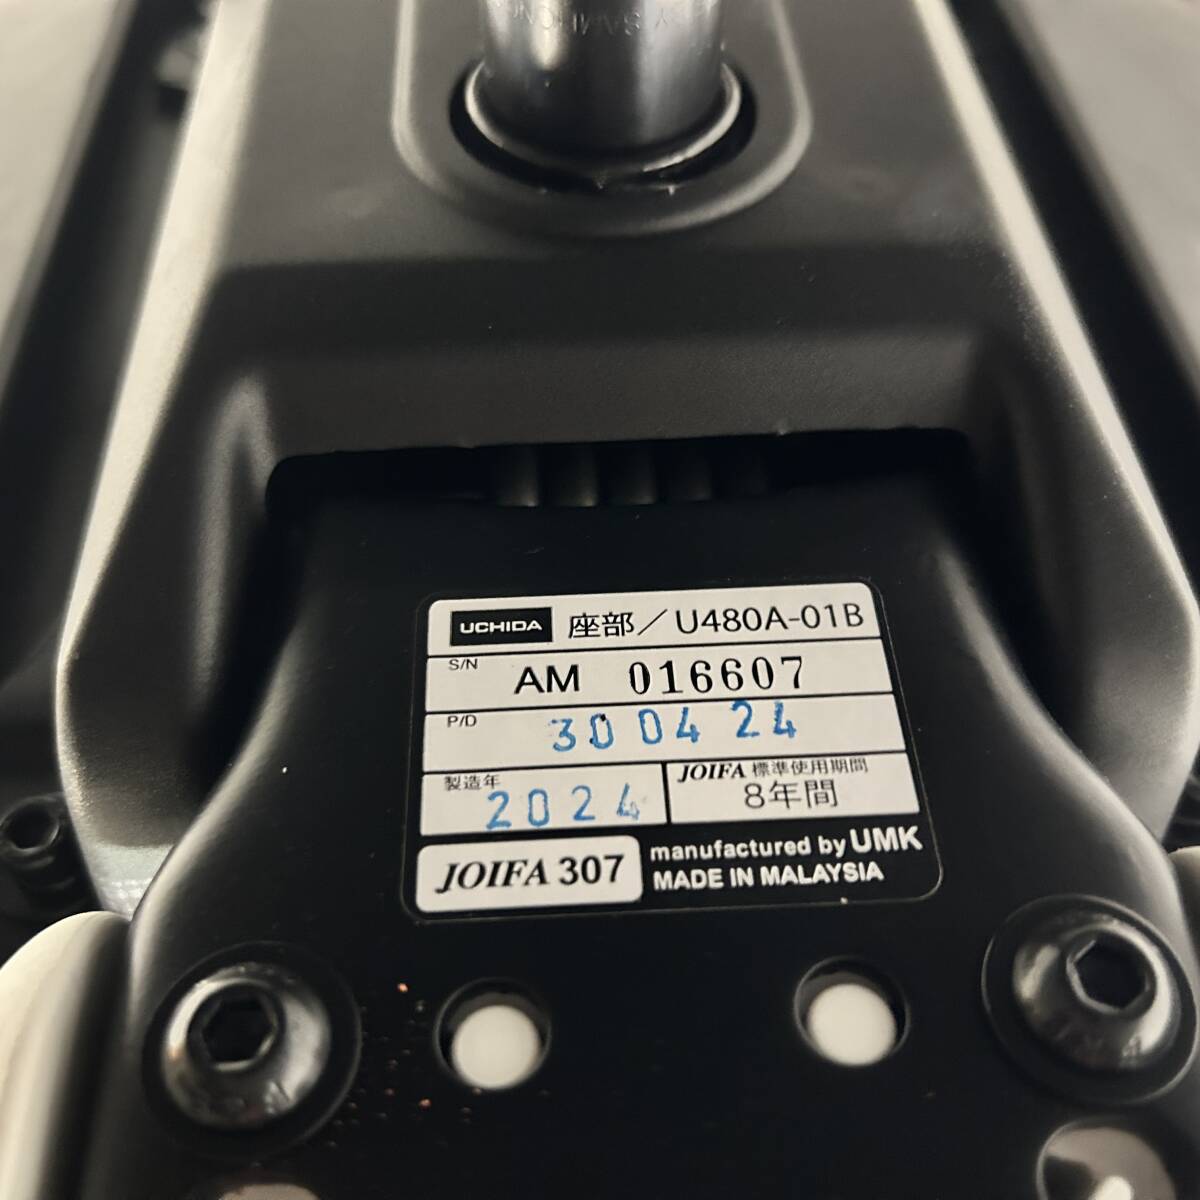 UCHIDA 座部/U480A-01B
S/N AM 016607
P/D 300424
製造年 2024
JOIFA 標準使用期間
8年間
JOIFA 307
manufactured by UMK
MADE IN MALAYSIA